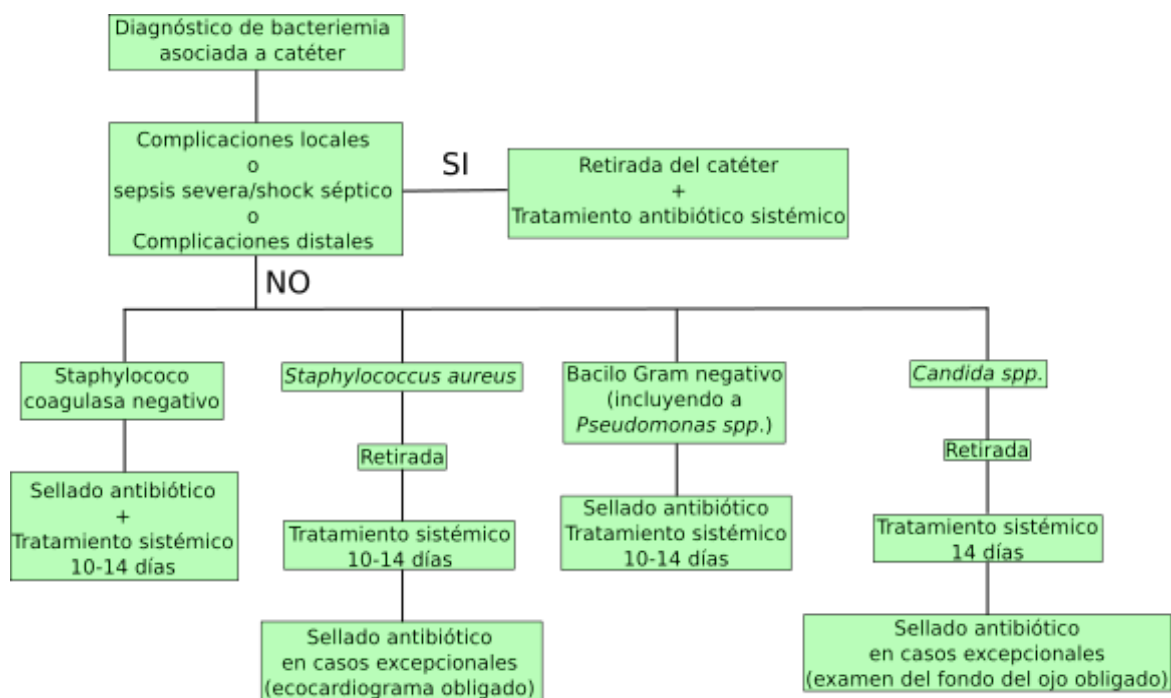 Diagnóstico de bacteriemia
asociada a catéter
Complicaciones locales
o
sepsis severa/shock séptico
o
Complicaciones distales
SI
Retirada del catéter
+
Tratamiento antibiótico sistémico
NO
Staphylococo
coagulasa negativo
Sellado antibiótico
+
Tratamiento sistémico
10-14 días
Staphylococcus aureus
Retirada
Tratamiento sistémico
10-14 días
Sellado antibiótico
en casos excepcionales
(ecocardiograma obligado)
Bacilo Gram negativo
(incluyendo a
Pseudomonas spp.)
Sellado antibiótico
Tratamiento sistémico
10-14 días
Candida spp.
Retirada
Tratamiento sistémico
14 días
Sellado antibiótico
en casos excepcionales
(examen del fondo del ojo obligado)